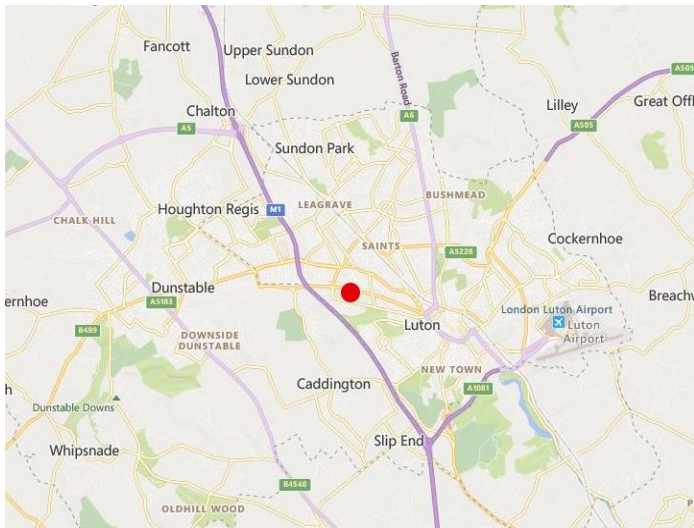 Fancott
Upper Sundon
Lower Sundon
Barton Road
A505
Great Offl
Chalton
Lilley
A6
A505
A5
Sundon Park
BUSHMEAD
LEAGRAVE
Houghton Regis
M1
CHALK HILL
SAINTS
Cockernhoe
A5228
Dunstable
ernhoe
A5183
Breachw
London Luton Airport
Luton
Airport
Luton
B489
DOWNSIDE
DUNSTABLE
NEW TOWN
Caddington
A1081
h
Dunstable Downs
Slip End
Whipsnade
B4540
OLDHILL WOOD
P